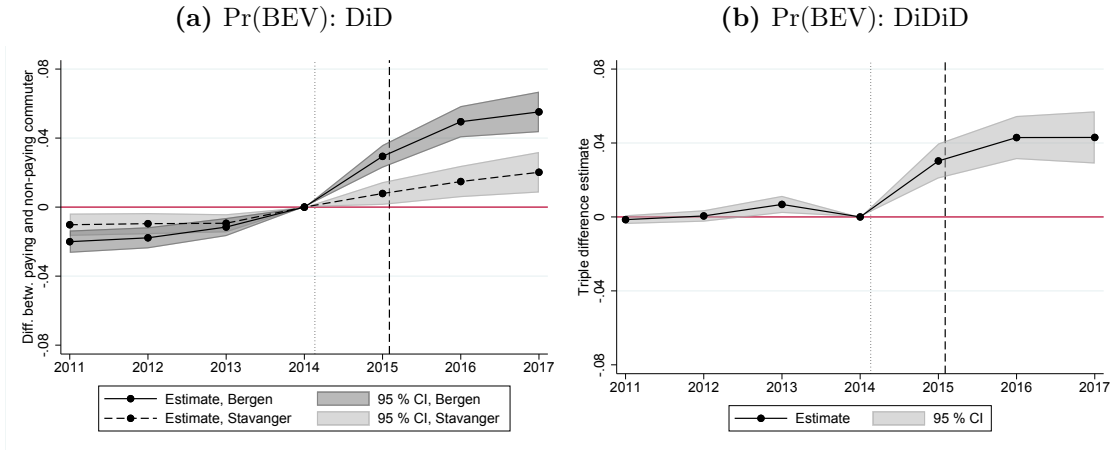 (a) Pr(BEV): DiD
Diff. betw. paying and non-paying commuter
.08
.04
0
-.04
-.08
2011 2012 2013 2014 2015 2016 2017
Estimate, Bergen 95 % CI, Bergen
Estimate, Stavanger 95 % CI, Stavanger
(b) Pr(BEV): DiDiD
Triple difference estimate
.08
.04
0
-.04
-.08
2011 2012 2013 2014 2015 2016 2017
Estimate 95 % CI